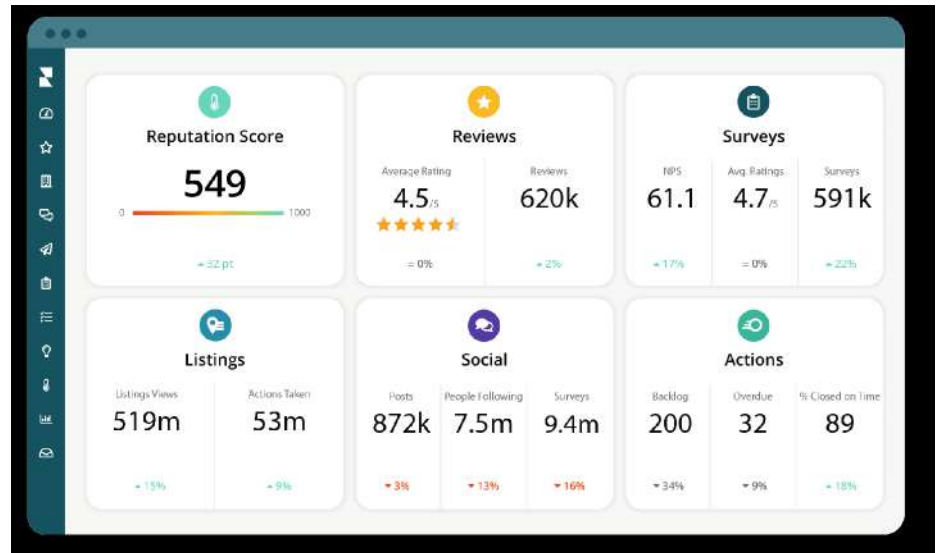 Reputation Score
549
0 1000
▲ 32 pt
Reviews
Average Rating
4.5/5
= 0%
Reviews
620k
▲ 2%
Surveys
NPS
61.1
▲ 17%
Avg. Ratings
4.7/5
= 0%
Surveys
591k
▲ 22%
Listings
Listings Views
519m
▲ 15%
Actions Taken
53m
▲ 9%
Social
Posts
872k
▼ 3%
People Following
7.5m
▼ 13%
Surveys
9.4m
▼ 16%
Actions
Backlog
200
▼ 34%
Overdue
32
▼ 9%
% Closed on Time
89
▲ 18%